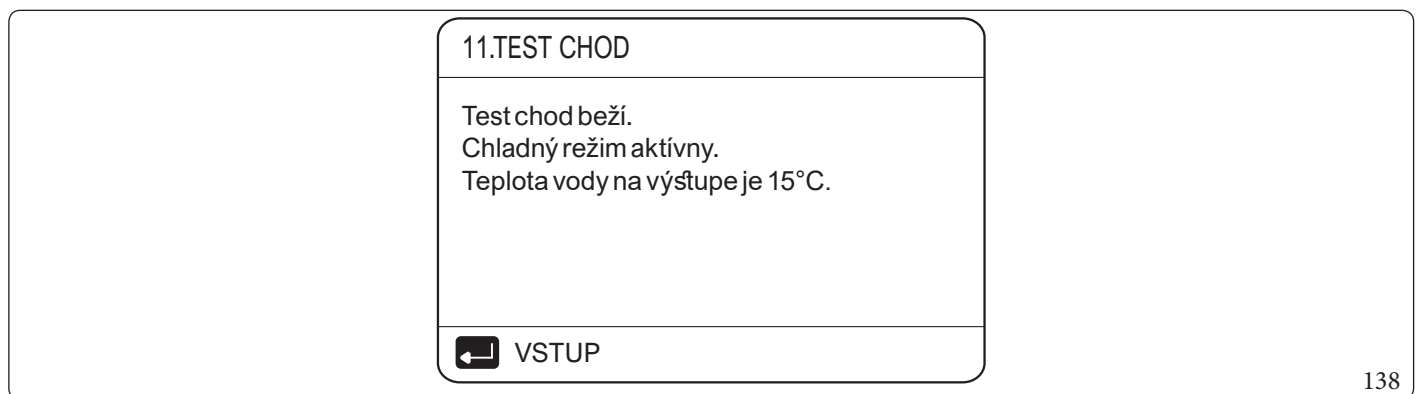 11.TEST CHOD
Test chod beží.
Chladný režim aktívny.
Teplota vody na výstupe je 15°C.
VSTUP
138